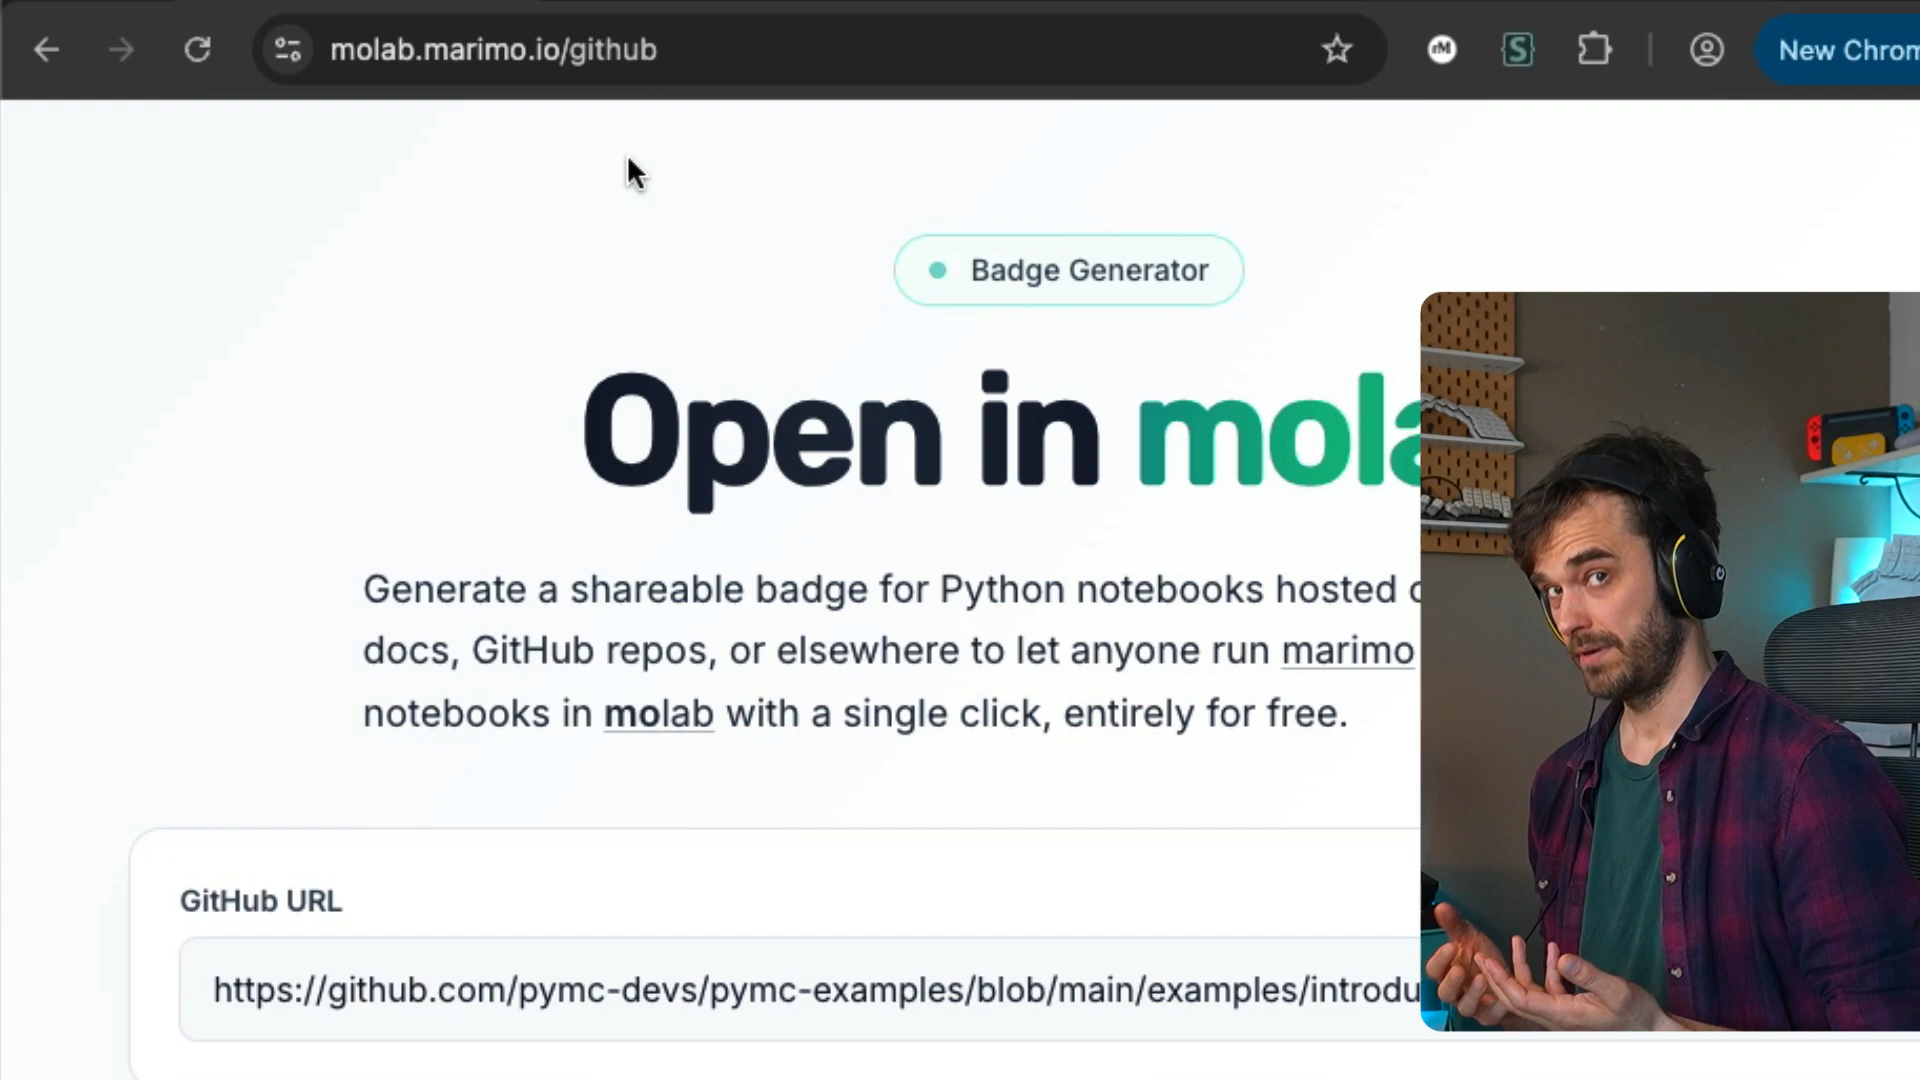 molab.marimo.io/github
New Chrom
Badge Generator
Open in mola
Generate a shareable badge for Python notebooks hosted
docs, GitHub repos, or elsewhere to let anyone run marimo
notebooks in molab with a single click, entirely for free.
GitHub URL
https://github.com/pymc-devs/pymc-examples/blob/main/examples/introdu